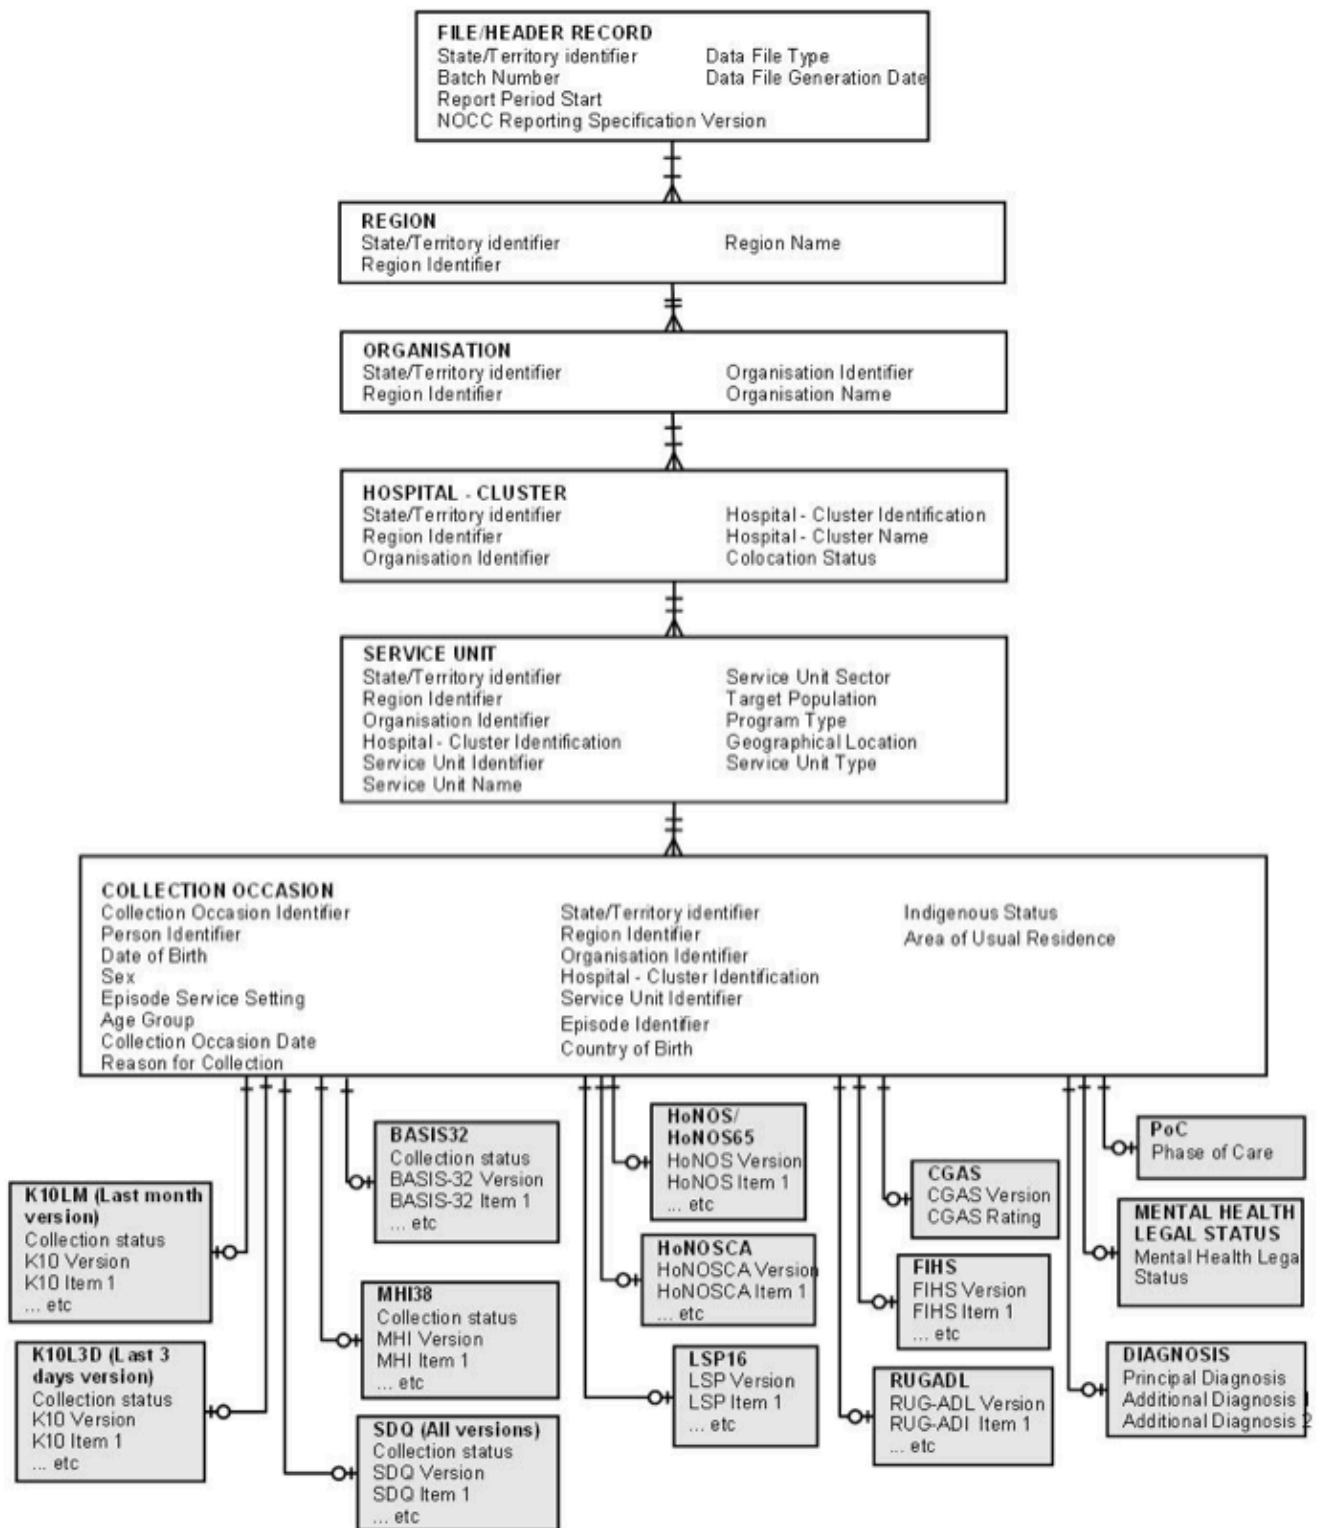 FILE/HEADER RECORD
State/Territory identifier Data File Type
Batch Number Data File Generation Date
Report Period Start
NOCC Reporting Specification Version
REGION
State/Territory identifier Region Name
Region Identifier
ORGANISATION
State/Territory identifier Organisation Identifier
Region Identifier Organisation Name
HOSPITAL - CLUSTER
State/Territory identifier Hospital - Cluster Identification
Region Identifier Hospital - Cluster Name
Organisation Identifier Colocation Status
SERVICE UNIT
State/Territory identifier Service Unit Sector
Region Identifier Target Population
Organisation Identifier Program Type
Hospital - Cluster Identification Geographical Location
Service Unit Identifier Service Unit Type
Service Unit Name
COLLECTION OCCASION
Collection Occasion Identifier
Person Identifier
Date of Birth
Sex
Episode Service Setting
Age Group
Collection Occasion Date
Reason for Collection
State/Territory identifier
Region Identifier
Organisation Identifier
Hospital - Cluster Identification
Service Unit Identifier
Episode Identifier
Country of Birth
Indigenous Status
Area of Usual Residence
K10LM (Last month
version)
Collection status
K10 Version
K10 Item 1
... etc
K10L3D (Last 3
days version)
Collection status
K10 Version
K10 Item 1
... etc
BASIS32
Collection status
BASIS-32 Version
BASIS-32 Item 1
... etc
MHI38
Collection status
MHI Version
MHI Item 1
... etc
SDQ (All versions)
Collection status
SDQ Version
SDQ Item 1
... etc
HoNOS/
HoNOS65
HoNOS Version
HoNOS Item 1
... etc
HoNOSCA
HoNOSCA Version
HoNOSCA Item 1
... etc
LSP16
LSP Version
LSP Item 1
... etc
CGAS
CGAS Version
CGAS Rating
FIHS
FIHS Version
FIHS Item 1
... etc
RUGADL
RUG-ADL Version
RUG-ADI Item 1
... etc
PoC
Phase of Care
MENTAL HEALTH
LEGAL STATUS
Mental Health Lega
Status
DIAGNOSIS
Principal Diagnosis
Additional Diagnosis 1
Additional Diagnosis 2